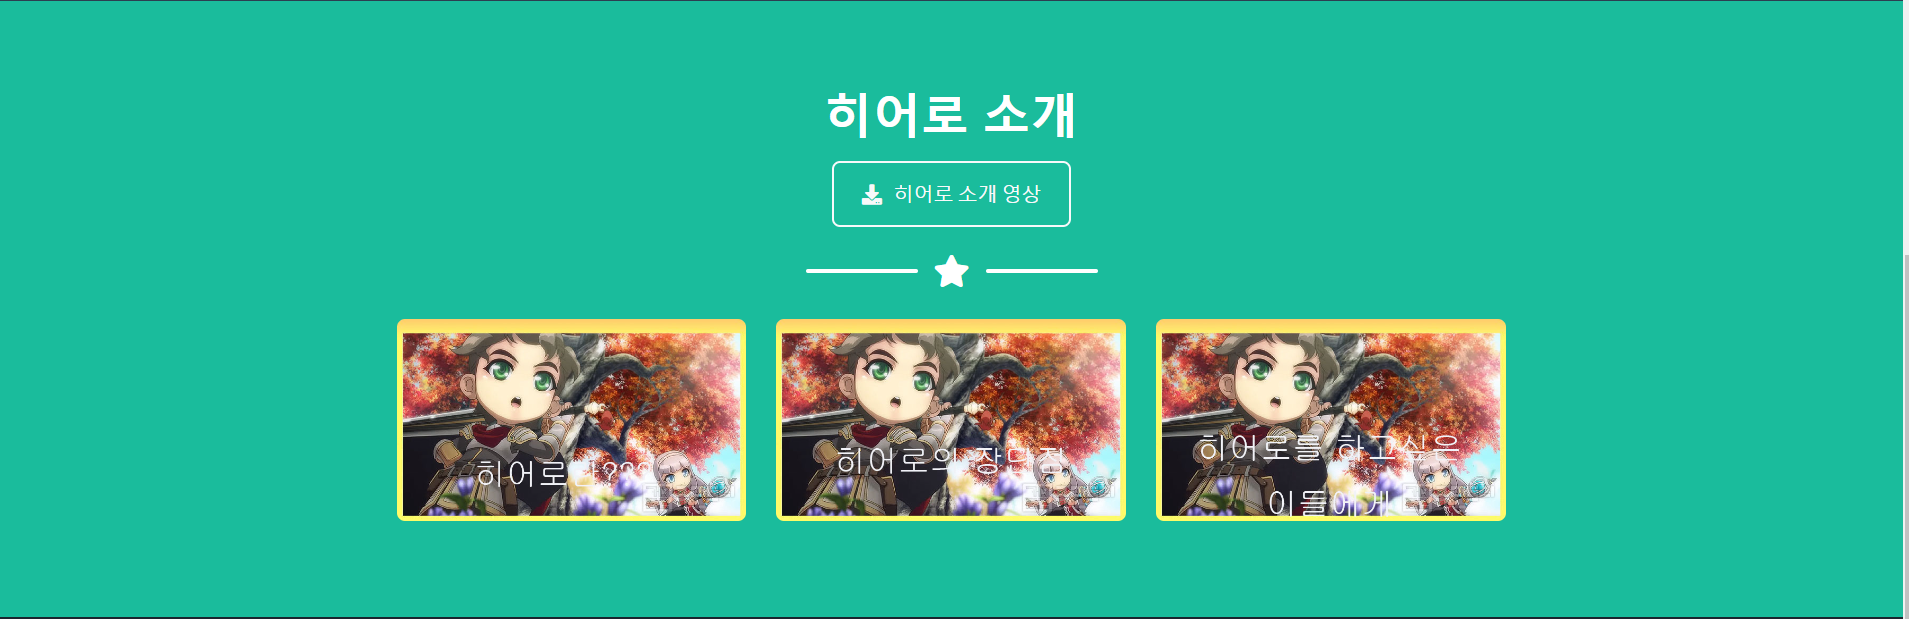 히어로 소개
히어로 소개 영상
히어로란???
히어로의 장단점
히어로를 하고싶은
이들에게